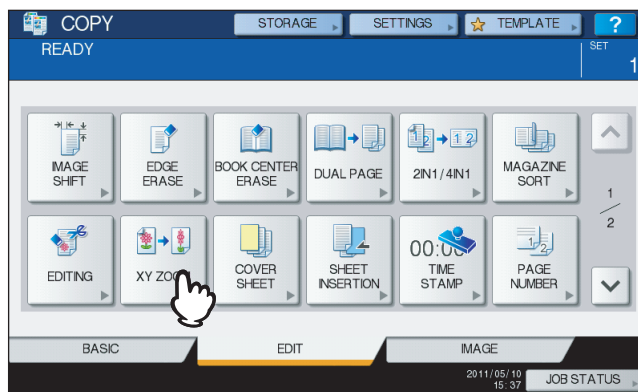 COPY
STORAGE
SETTINGS
TEMPLATE
?
READY
SET
1
IMAGE
SHIFT
EDGE
ERASE
BOOK CENTER
ERASE
DUAL PAGE
2IN1/4IN1
MAGAZINE
SORT
1
2
EDITING
XY ZOO
COVER
SHEET
SHEET
INSERTION
00:00
TIME
STAMP
PAGE
NUMBER
BASIC
EDIT
IMAGE
2011/05/10
15:37
JOB STATUS